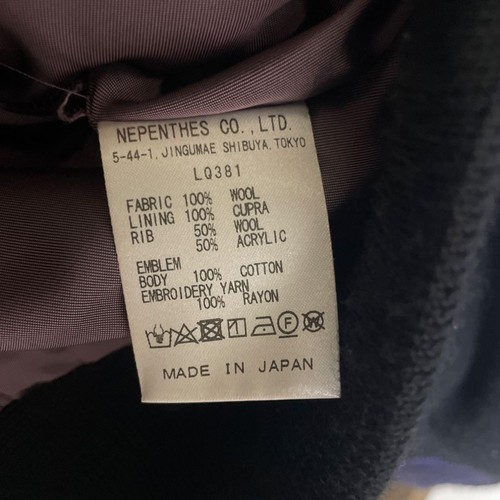 NEPENTHES CO.,LTD.
5-44-1, JINGUMAE SHIBUYA, TOKYO
LQ381
FABRIC 100% WOOL
LINING 100% CUPRA
RIB 50% WOOL
50% ACRYLIC
EMBLEM
BODY 100% COTTON
EMBROIDERY YARN
100% RAYON
F W
MADE IN JAPAN